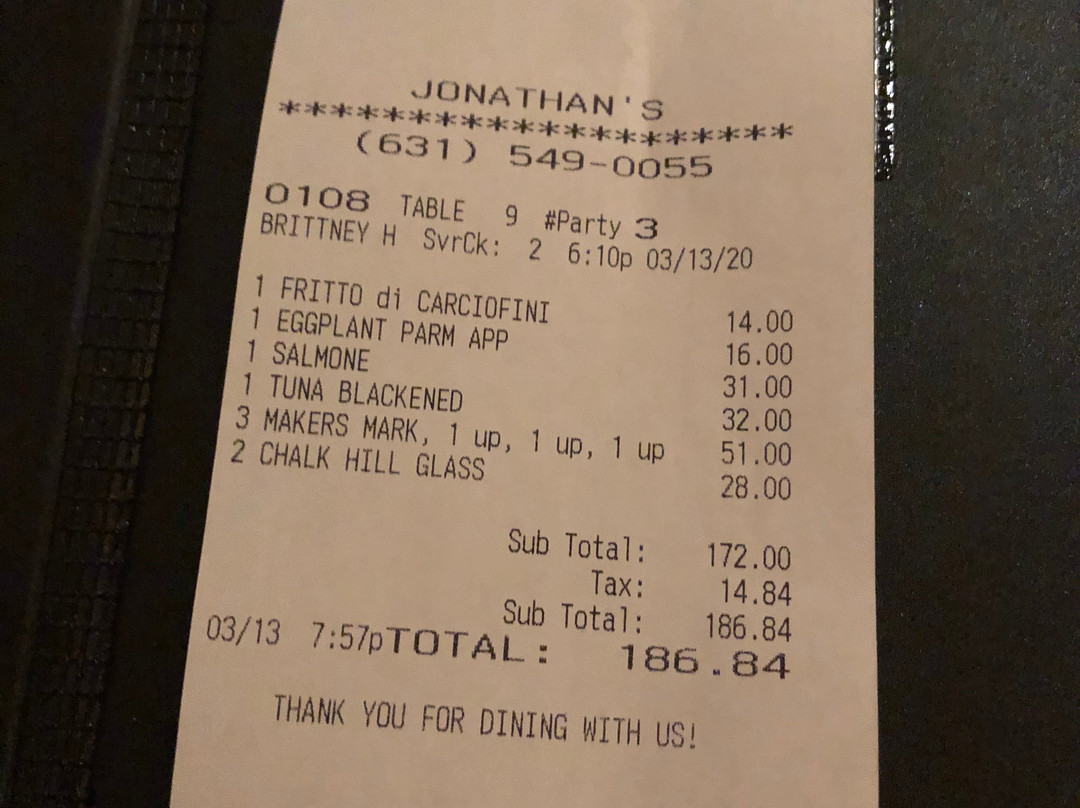 JONATHAN'S
********************
(631) 549-0055
0108 TABLE 9 #Party 3
BRITTNEY H SvrCk: 2 6:10p 03/13/20
1 FRITTO di CARCIOFINI 14.00
1 EGGPLANT PARM APP 16.00
1 SALMONE 31.00
1 TUNA BLACKENED 32.00
3 MAKERS MARK, 1 up, 1 up, 1 up 51.00
2 CHALK HILL GLASS 28.00
Sub Total: 172.00
Tax: 14.84
Sub Total: 186.84
03/13 7:57pTOTAL: 186.84
THANK YOU FOR DINING WITH US!